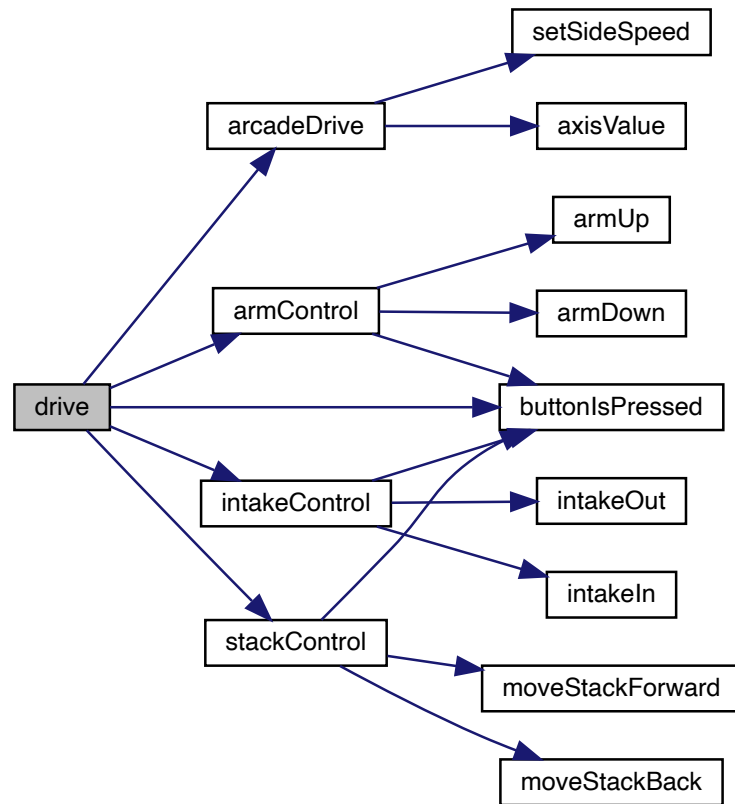 setSideSpeed
arcadeDrive
axisValue
armUp
armControl
armDown
drive
buttonIsPressed
intakeControl
intakeOut
intakeIn
stackControl
moveStackForward
moveStackBack